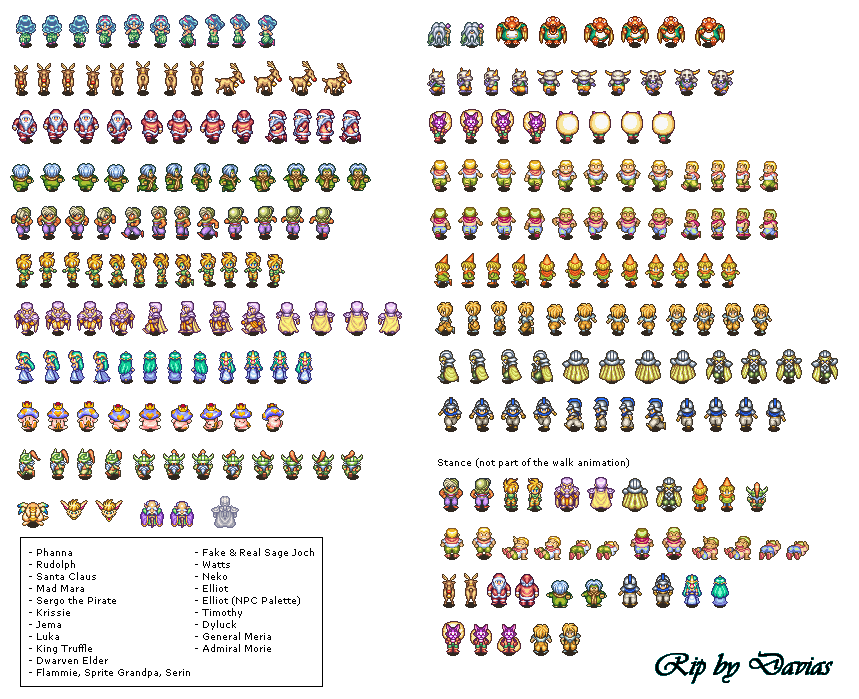 Stance (not part of the walk animation)
- Phanna
- Rudolph
- Santa Claus
- Mad Mara
- Sergo the Pirate
- Krissie
- Jema
- Luka
- King Truffle
- Dwarven Elder
- Flammie, Sprite Grandpa, Serin
- Fake & Real Sage Joch
- Watts
- Neko
- Elliot
- Elliot (NPC Palette)
- Timothy
- Dyluck
- General Meria
- Admiral Morie
Rip by Davias